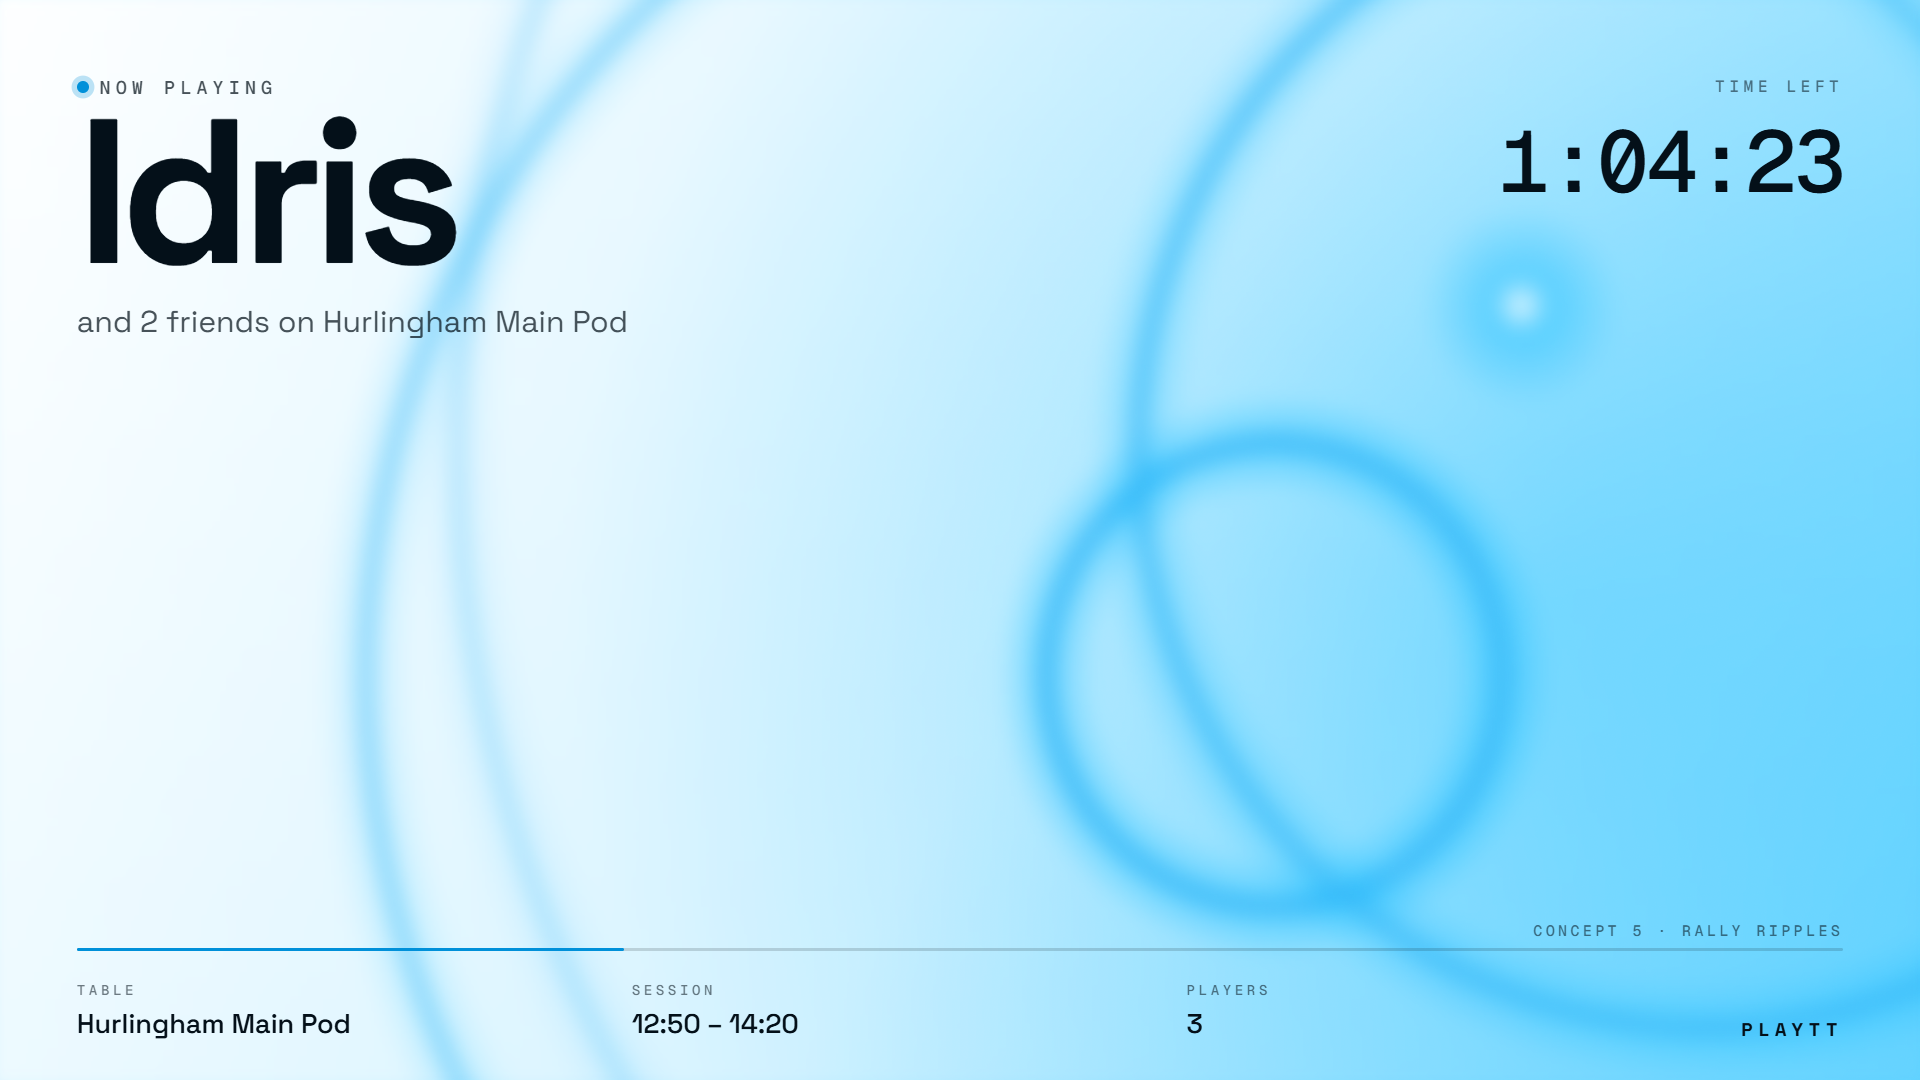 NOW PLAYING
Idris
and 2 friends on Hurlingham Main Pod
TIME LEFT
1:04:23
CONCEPT 5 · RALLY RIPPLES
TABLE
Hurlingham Main Pod
SESSION
12:50 – 14:20
PLAYERS
3
PLAYTT